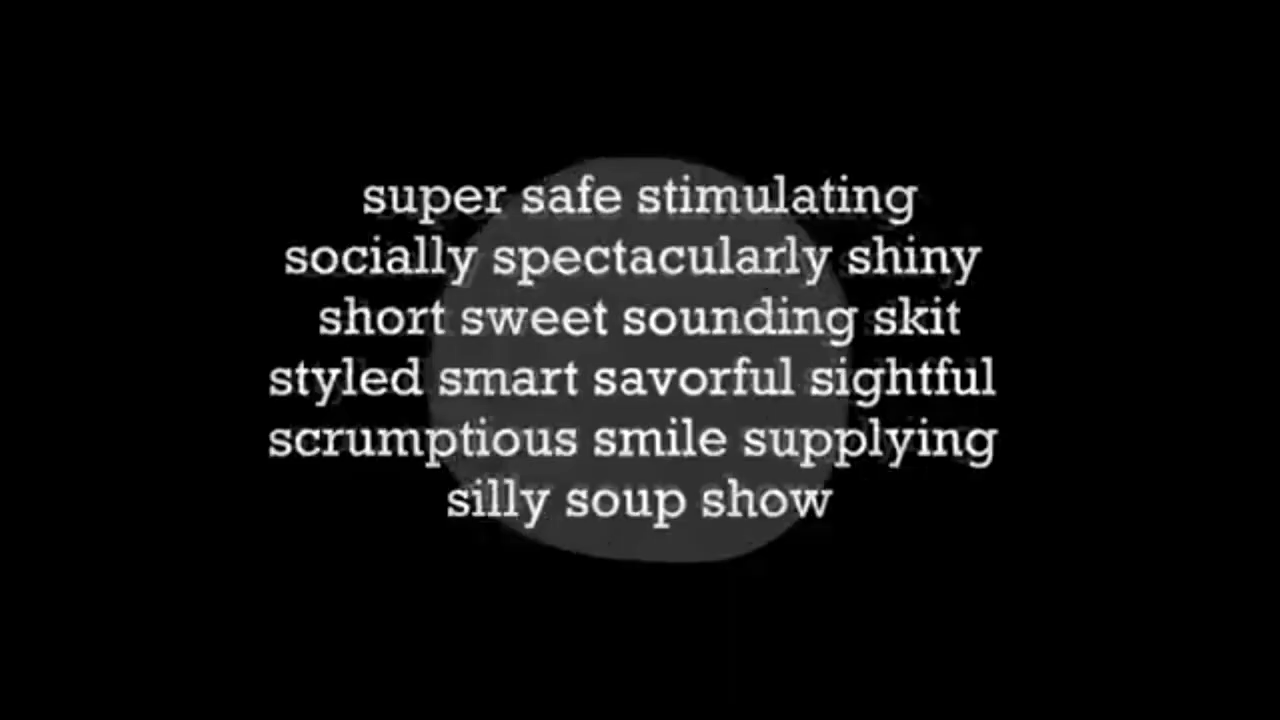 super safe stimulating
socially spectacularly shiny
short sweet sounding skit
styled smart savorful sightful
scrumptious smile supplying
silly soup show